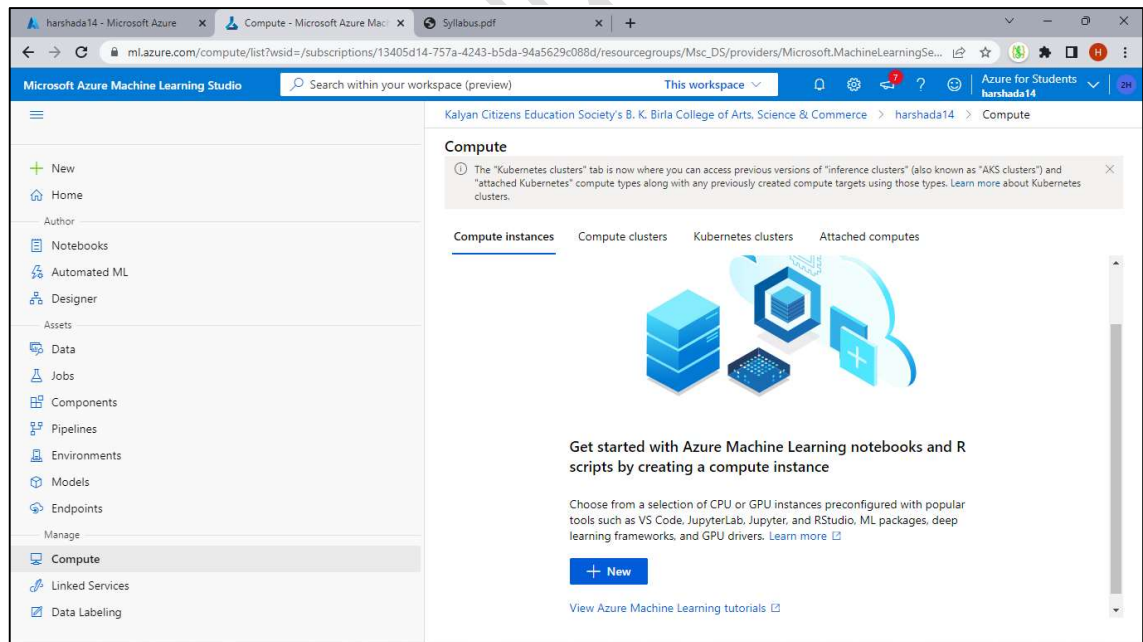 harshada14 - Microsoft Azure
Compute - Microsoft Azure Mac
Syllabus.pdf
ml.azure.com/compute/list?wsid=/subscriptions/13405d14-757a-4243-b5da-94a5629c088d/resourcegroups/Msc_DS/providers/Microsoft.MachineLearningSe...
H
Microsoft Azure Machine Learning Studio
Search within your workspace (preview)
This workspace
7
?
Azure for Students
harshada14
2H
Kalyan Citizens Education Society's B. K. Birla College of Arts, Science & Commerce > harshada14 > Compute
New
Home
Author
Notebooks
Automated ML
Designer
Assets
Data
Jobs
Components
Pipelines
Environments
Models
Endpoints
Manage
Compute
Linked Services
Data Labeling
Compute
The "Kubernetes clusters" tab is now where you can access previous versions of "inference clusters" (also known as "AKS clusters") and
"attached Kubernetes" compute types along with any previously created compute targets using those types. Learn more about Kubernetes
clusters.
Compute instances Compute clusters Kubernetes clusters Attached computes
Get started with Azure Machine Learning notebooks and R
scripts by creating a compute instance
Choose from a selection of CPU or GPU instances preconfigured with popular
tools such as VS Code, JupyterLab, Jupyter, and RStudio, ML packages, deep
learning frameworks, and GPU drivers. Learn more
+ New
View Azure Machine Learning tutorials